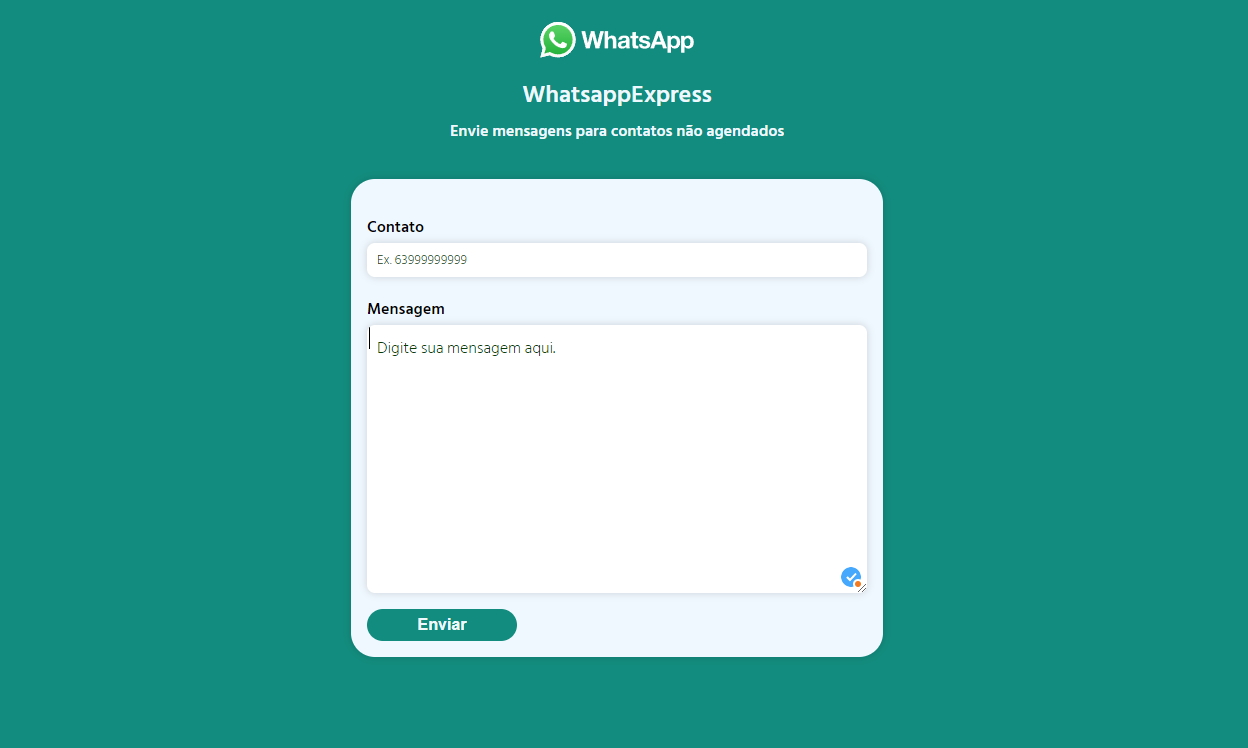 WhatsApp
WhatsappExpress
Envie mensagens para contatos não agendados
Contato
Ex. 63999999999
Mensagem
Digite sua mensagem aqui.
Enviar